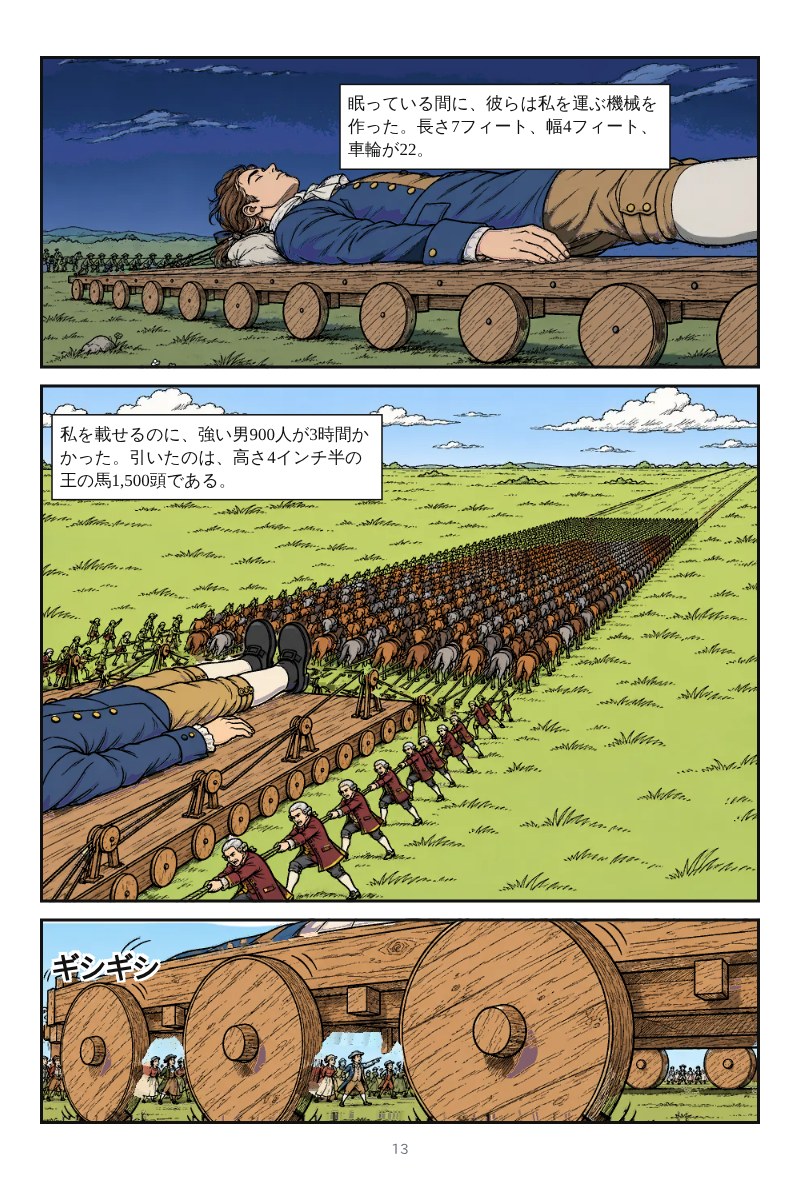 眠っている間に、彼らは私を運ぶ機械を
作った。長さ7フィート、幅4フィート、
車輪が22。
私を載せるのに、強い男900人が3時間か
かった。引いたのは、高さ4インチ半の
王の馬1,500頭である。
ギシギシ
13